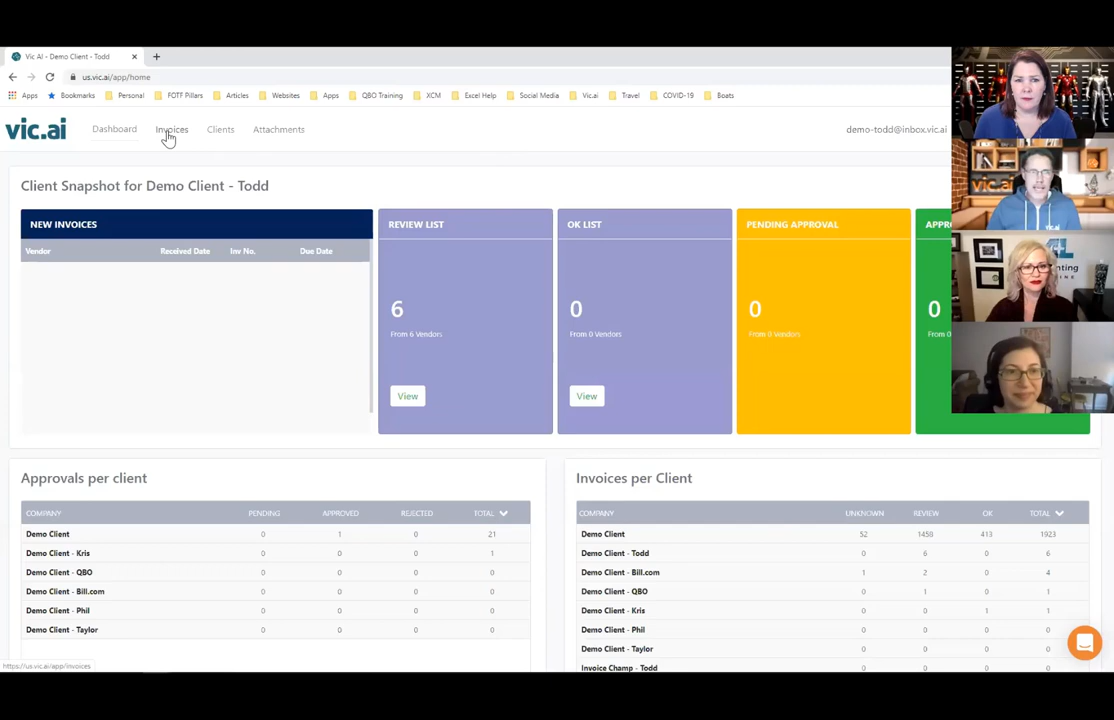 Vic AI - Demo Client - Todd
us.vic.ai/app/home
Apps Bookmarks Personal FOTF Pillars Articles Websites Apps QBO Training XCM Excel Help Social Media Vic.ai Travel COVID-19 Boats
vic.ai Dashboard Invoices Clients Attachments demo-todd@inbox.vic.ai
Client Snapshot for Demo Client - Todd
NEW INVOICES REVIEW LIST OK LIST PENDING APPROVAL
Vendor Received Date Inv No. Due Date
6 0 0 0
From 6 Vendors From 0 Vendors From 0 Vendors From 0
View View
Approvals per client Invoices per Client
COMPANY PENDING APPROVED REJECTED TOTAL COMPANY UNKNOWN REVIEW OK TOTAL
Demo Client 0 1 0 21 Demo Client 52 1458 413 1923
Demo Client - Kris 0 0 0 1 Demo Client - Todd 0 6 0 6
Demo Client - QBO 0 0 0 0 Demo Client - Bill.com 1 2 0 4
Demo Client - Bill.com 0 0 0 0 Demo Client - QBO 0 1 0 1
Demo Client - Phil 0 0 0 0 Demo Client - Kris 0 0 1 1
Demo Client - Taylor 0 0 0 0 Demo Client - Phil 0 0 0 0
Demo Client - Taylor 0 0 0 0
Invoice Champ - Todd 0 0 0 0
https://us.vic.ai/app/invoices
vic.ai